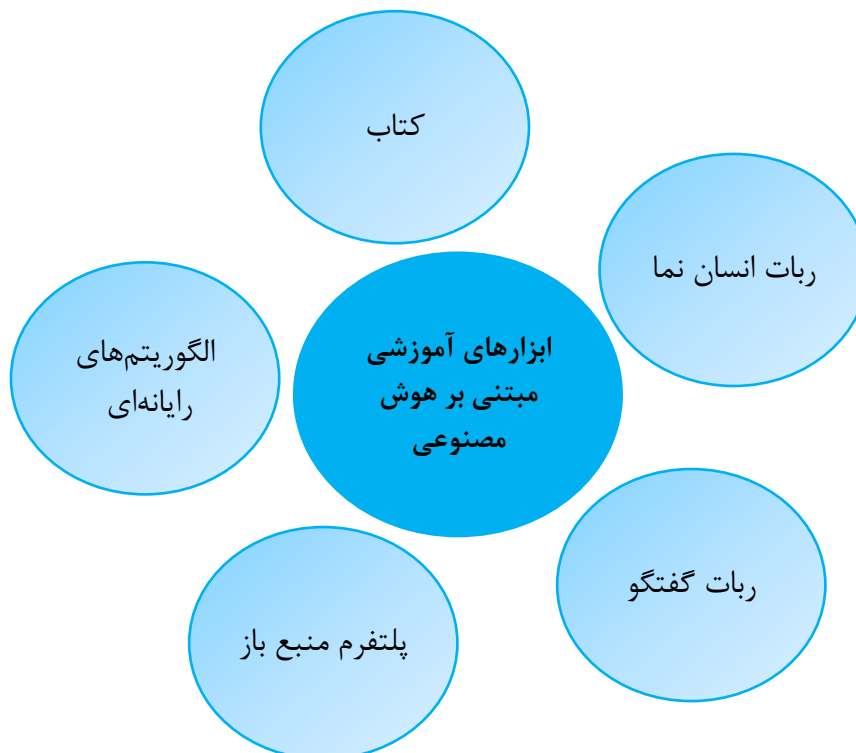 کتاب
ربات انسان نما
ابزارهای آموزشی
مبتنی بر هوش
مصنوعی
الگوریتم‌های
رایانه‌ای
ربات گفتگو
پلتفرم منبع باز